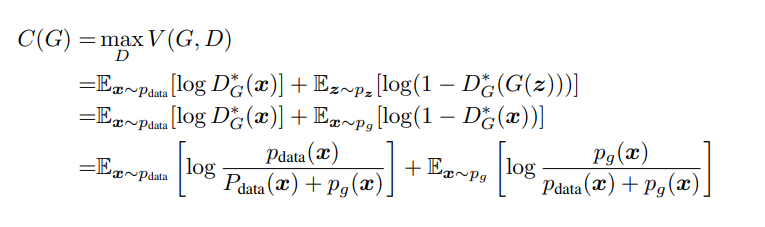 C(G) = max_D V(G, D)
=𝔼_{x∼p_data}[log D*_G(x)] + 𝔼_{z∼p_z}[log(1 − D*_G(G(z)))]
=𝔼_{x∼p_data}[log D*_G(x)] + 𝔼_{x∼p_g}[log(1 − D*_G(x))]
=𝔼_{x∼p_data} [log p_data(x) / (P_data(x) + p_g(x))] + 𝔼_{x∼p_g} [log p_g(x) / (p_data(x) + p_g(x))]